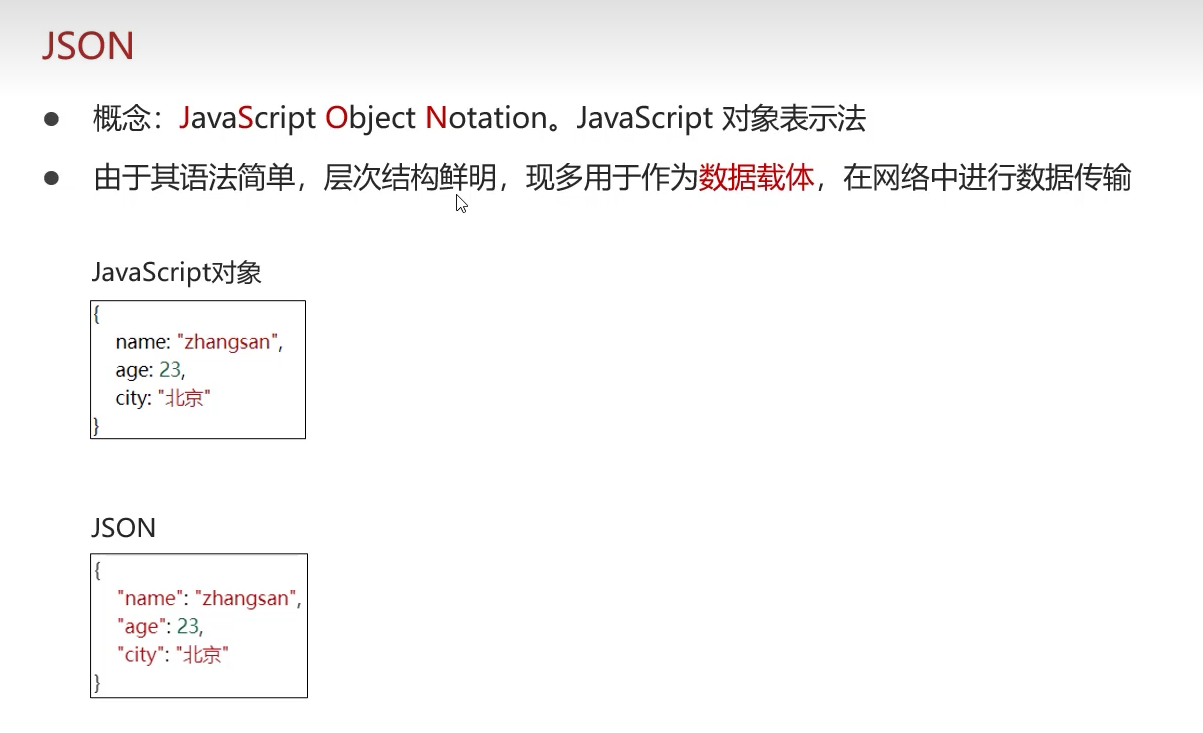 JSON
● 概念：JavaScript Object Notation。JavaScript 对象表示法
● 由于其语法简单，层次结构鲜明，现多用于作为数据载体，在网络中进行数据传输
JavaScript对象
{
    name: "zhangsan",
    age: 23,
    city: "北京"
}
JSON
{
    "name": "zhangsan",
    "age": 23,
    "city": "北京"
}